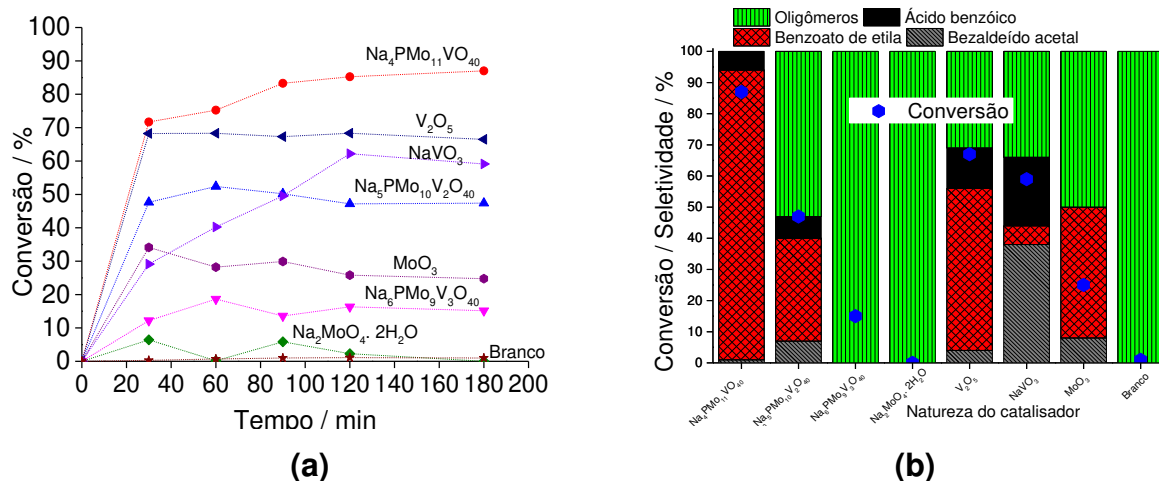 100
90
80
70
60
50
40
30
20
10
0
Conversão / %
Na₄PMo₁₁VO₄₀
V₂O₅
NaVO₃
Na₅PMo₁₀V₂O₄₀
MoO₃
Na₆PMo₉V₃O₄₀
Na₂MoO₄. 2H₂O
Branco
0 20 40 60 80 100 120 140 160 180 200
Tempo / min
(a)
Oligômeros Ácido benzóico
Benzoato de etila Bezaldeído acetal
100
90
80
70
60
50
40
30
20
10
0
Conversão / Seletividade / %
Conversão
Na₄PMo₁₁VO₄₀ Na₅PMo₁₀V₂O₄₀ Na₆PMo₉V₃O₄₀ Na₂MoO₄.2H₂O V₂O₅ NaVO₃ MoO₃ Branco
Natureza do catalisador
(b)